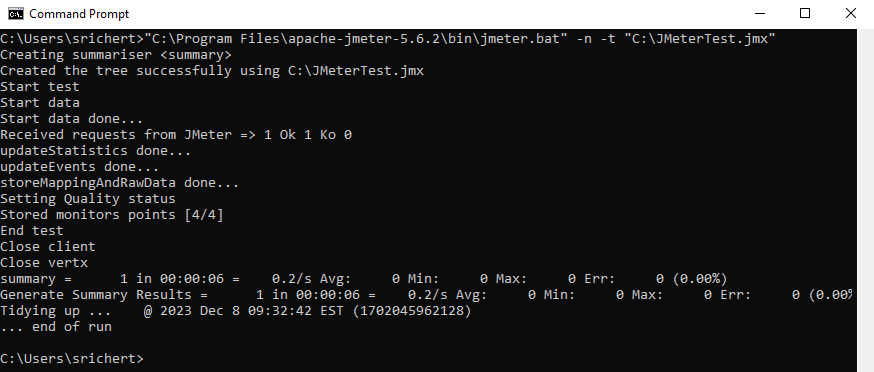 Command Prompt
C:\Users\srichert>"C:\Program Files\apache-jmeter-5.6.2\bin\jmeter.bat" -n -t "C:\JMeterTest.jmx"
Creating summariser <summary>
Created the tree successfully using C:\JMeterTest.jmx
Start test
Start data
Start data done...
Received requests from JMeter => 1 Ok 1 Ko 0
updateStatistics done...
updateEvents done...
storeMappingAndRawData done...
Setting Quality status
Stored monitors points [4/4]
End test
Close client
Close vertx
summary =      1 in 00:00:06 =    0.2/s Avg:     0 Min:     0 Max:     0 Err:     0 (0.00%)
Generate Summary Results =      1 in 00:00:06 =    0.2/s Avg:     0 Min:     0 Max:     0 Err:     0 (0.00%
Tidying up ...    @ 2023 Dec 8 09:32:42 EST (1702045962128)
... end of run
C:\Users\srichert>